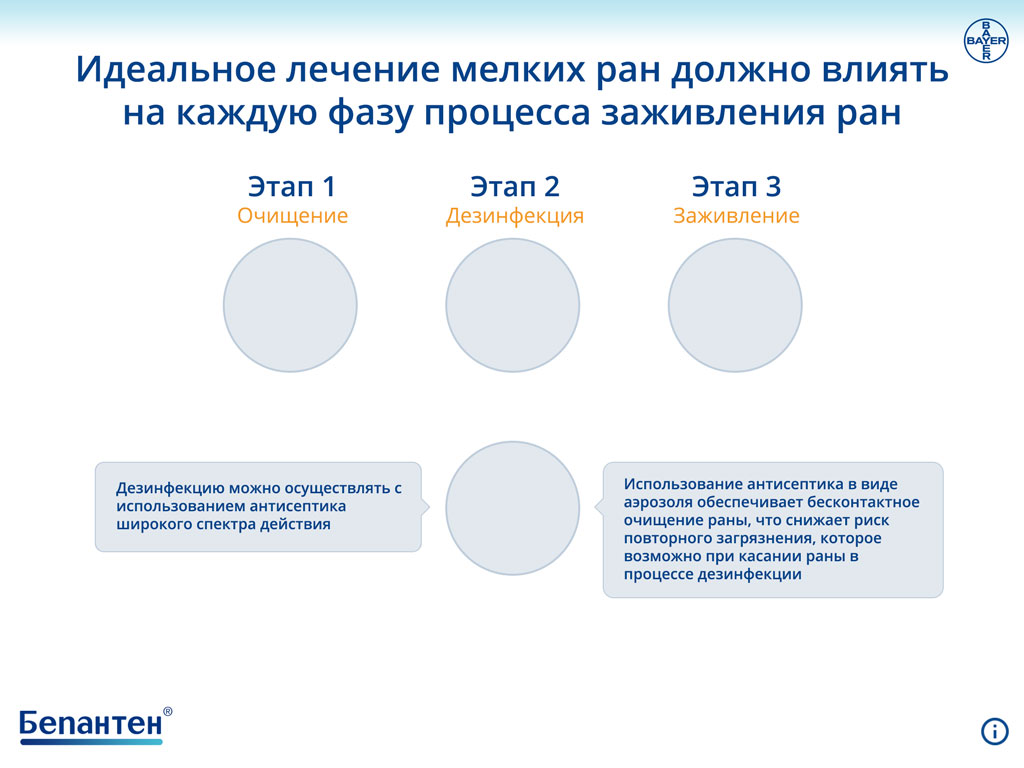 BAYER
BAYER
Идеальное лечение мелких ран должно влиять
на каждую фазу процесса заживления ран
Этап 1
Очищение
Этап 2
Дезинфекция
Этап 3
Заживление
Дезинфекцию можно осуществлять с
использованием антисептика
широкого спектра действия
Использование антисептика в виде
аэрозоля обеспечивает бесконтактное
очищение раны, что снижает риск
повторного загрязнения, которое
возможно при касании раны в
процессе дезинфекции
Бепантен®
i